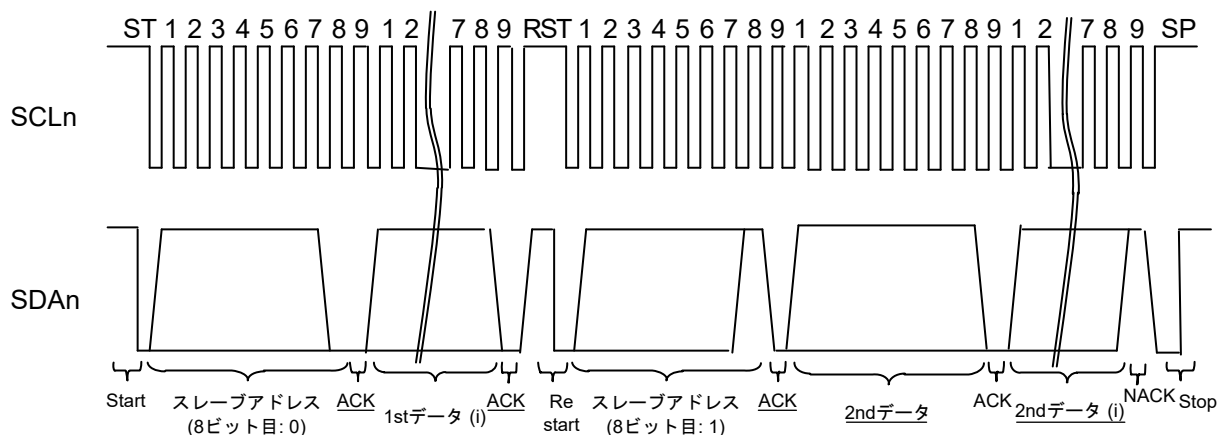 ST 1 2 3 4 5 6 7 8 9 1 2 7 8 9 RST 1 2 3 4 5 6 7 8 9 1 2 3 4 5 6 7 8 9 1 2 7 8 9 SP
SCLn
SDAn
Start スレーブアドレス ACK 1stデータ (i) ACK Re スレーブアドレス ACK 2ndデータ ACK 2ndデータ (i) NACK Stop
(8ビット目: 0) start (8ビット目: 1)